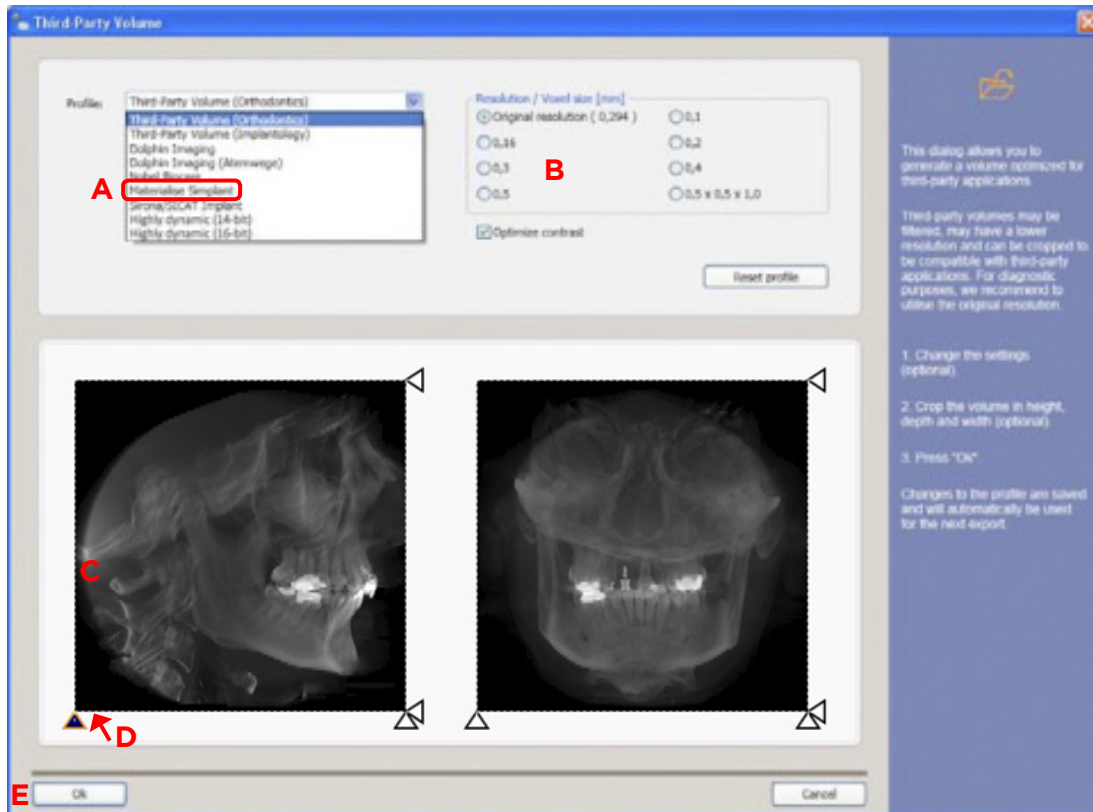 Third-Party Volume
Profile:
Third-Party Volume (Orthodontics)
Third-Party Volume (Orthodontics)
Third-Party Volume (Implantology)
Dolphin Imaging
Dolphin Imaging (Atemwege)
Nobel Biocare
A
Materialise Simplant
Sirona/SICAT Implant
Highly dynamic (14-bit)
Highly dynamic (16-bit)
Resolution / Voxel size [mm]
Original resolution ( 0,294 )
0,1
0,16
0,2
0,3
B
0,4
0,5
0,5 x 0,5 x 1,0
Optimize contrast
Reset profile
This dialog allows you to
generate a volume optimized for
third-party applications.
Third-party volumes may be
filtered, may have a lower
resolution and can be cropped to
be compatible with third-party
applications. For diagnostic
purposes, we recommend to
utilise the original resolution.
1. Change the settings
(optional).
2. Crop the volume in height,
depth and width (optional).
3. Press "Ok".
Changes to the profile are saved
and will automatically be used
for the next export.
C
D
E
Ok
Cancel